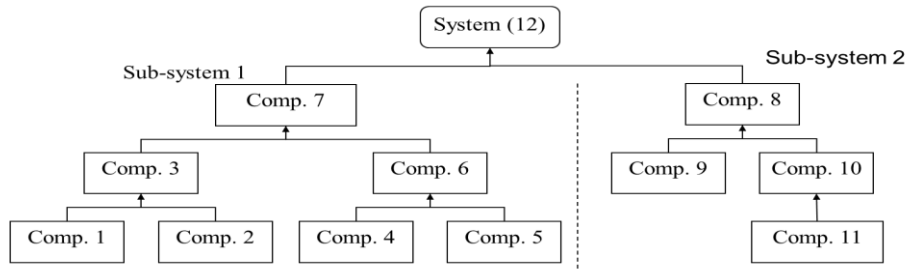 System (12)
Sub-system 1
Sub-system 2
Comp. 7
Comp. 8
Comp. 3
Comp. 6
Comp. 9
Comp. 10
Comp. 1
Comp. 2
Comp. 4
Comp. 5
Comp. 11